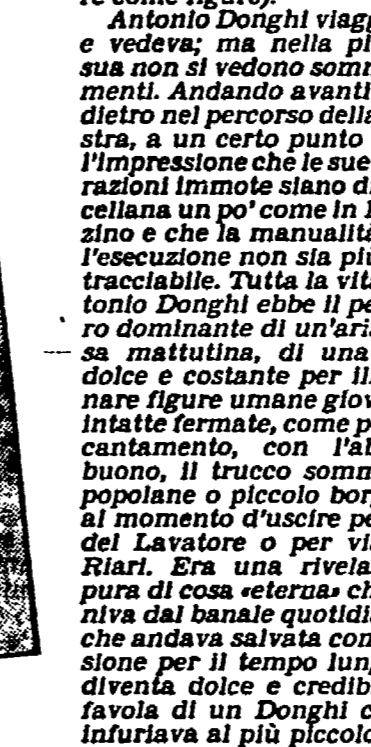 re come figure).
Antonio Donghi viagg
e vedeva; ma nella pi
sua non si vedono somm
menti. Andando avanti
dietro nel percorso della
stra, a un certo punto
l'impressione che le sue
razioni immote siano di
cellana un po' come in
zino e che la manualità
l'esecuzione non sia più
tracciabile. Tutta la vita
tonio Donghi ebbe il pe
ro dominante di un'aria
sa mattutina, di una
dolce e costante per il
nare figure umane giov
intatte fermate, come p
cantamento, con l'ab
buono, il trucco somm
popolane o piccolo bor
al momento d'uscire pe
del Lavatore o per vi
Riari. Era una rivela
pura di cosa «eterna» ch
niva dal banale quotidi
che andava salvata con
sione per il tempo lun
diventa dolce e credib
favola di un Donghi c
infuriava al più piccolo